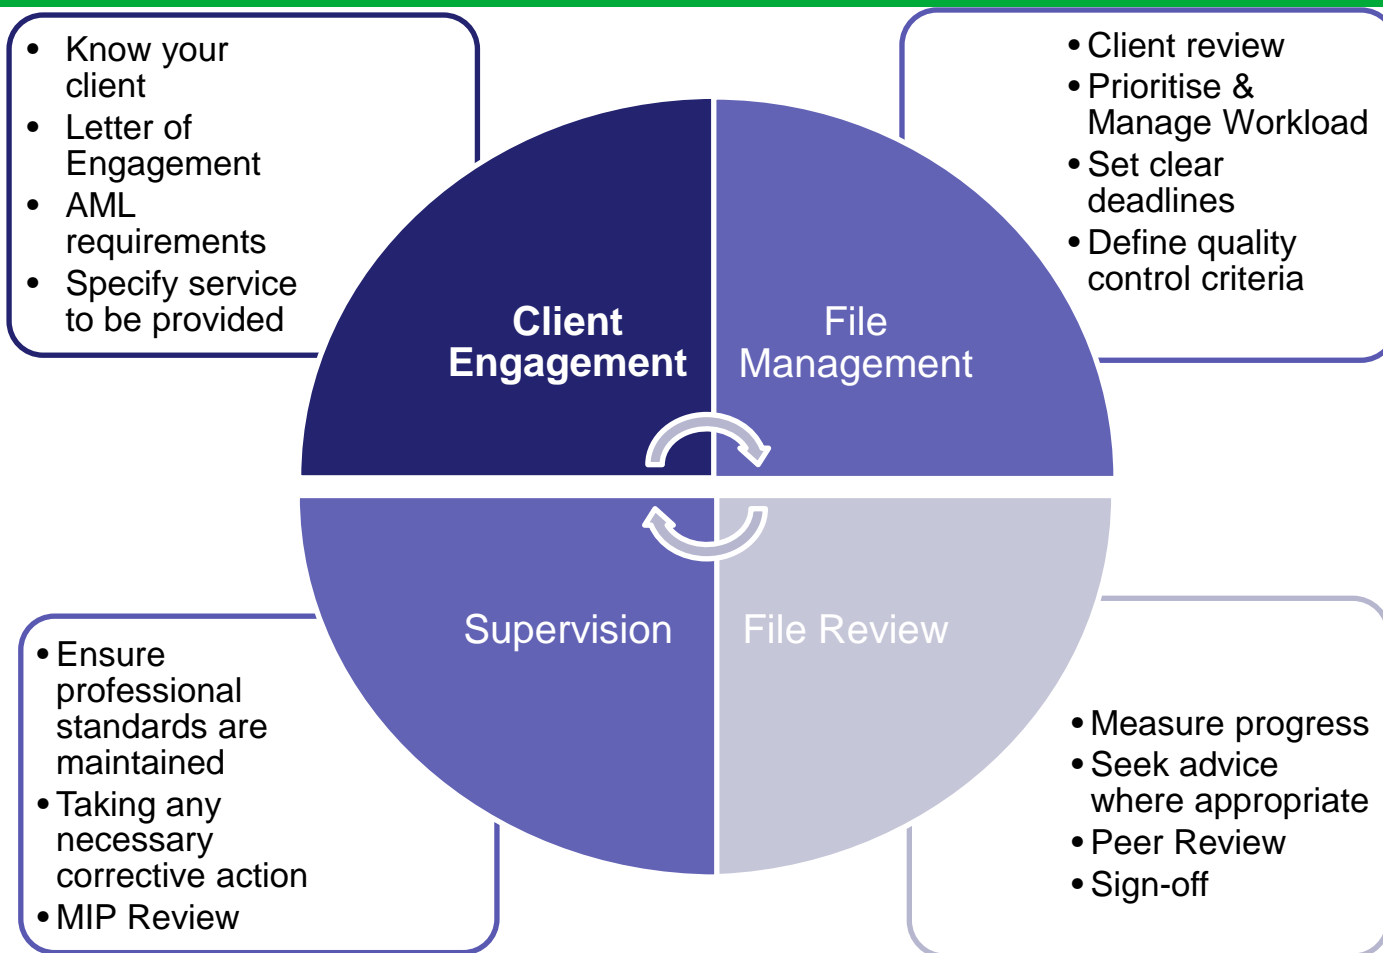 • Know your
client
• Letter of
Engagement
• AML
requirements
• Specify service
to be provided
• Client review
• Prioritise &
Manage Workload
• Set clear
deadlines
• Define quality
control criteria
Client
Engagement
File
Management
Supervision
File Review
• Ensure
professional
standards are
maintained
• Taking any
necessary
corrective action
• MIP Review
• Measure progress
• Seek advice
where appropriate
• Peer Review
• Sign-off